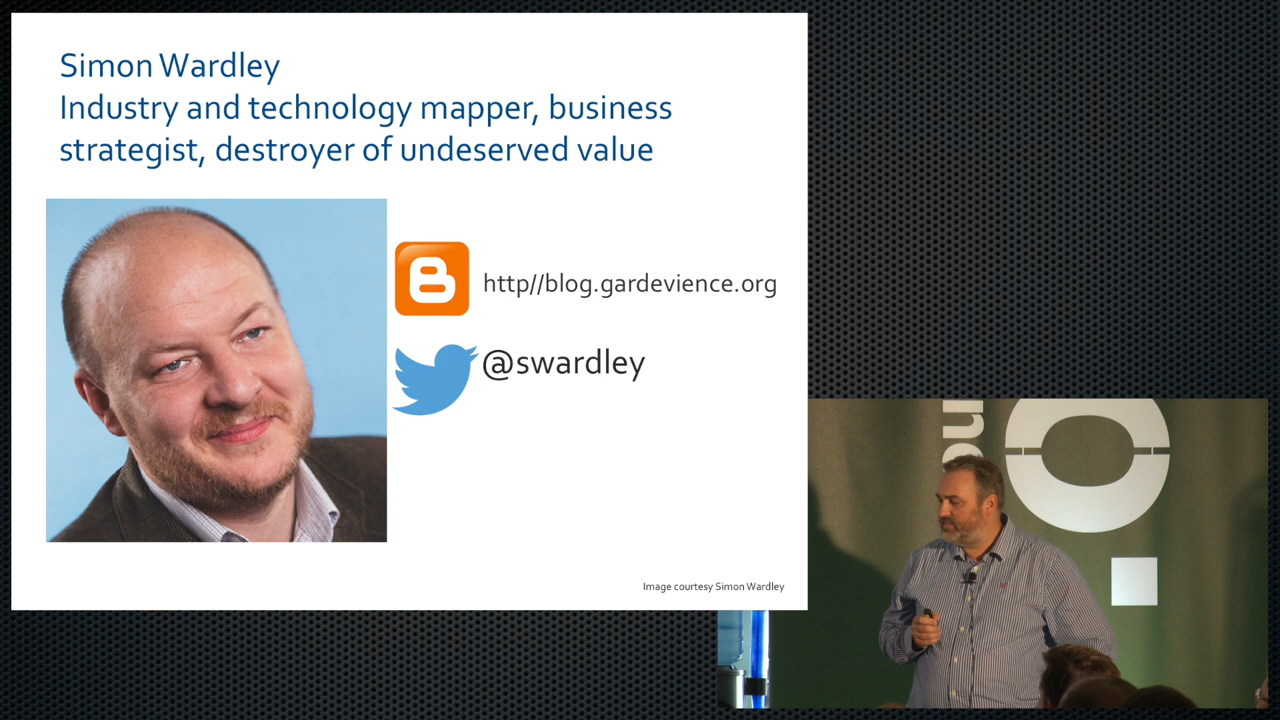 Simon Wardley
Industry and technology mapper, business
strategist, destroyer of undeserved value
http//blog.gardevience.org
@swardley
Image courtesy Simon Wardley